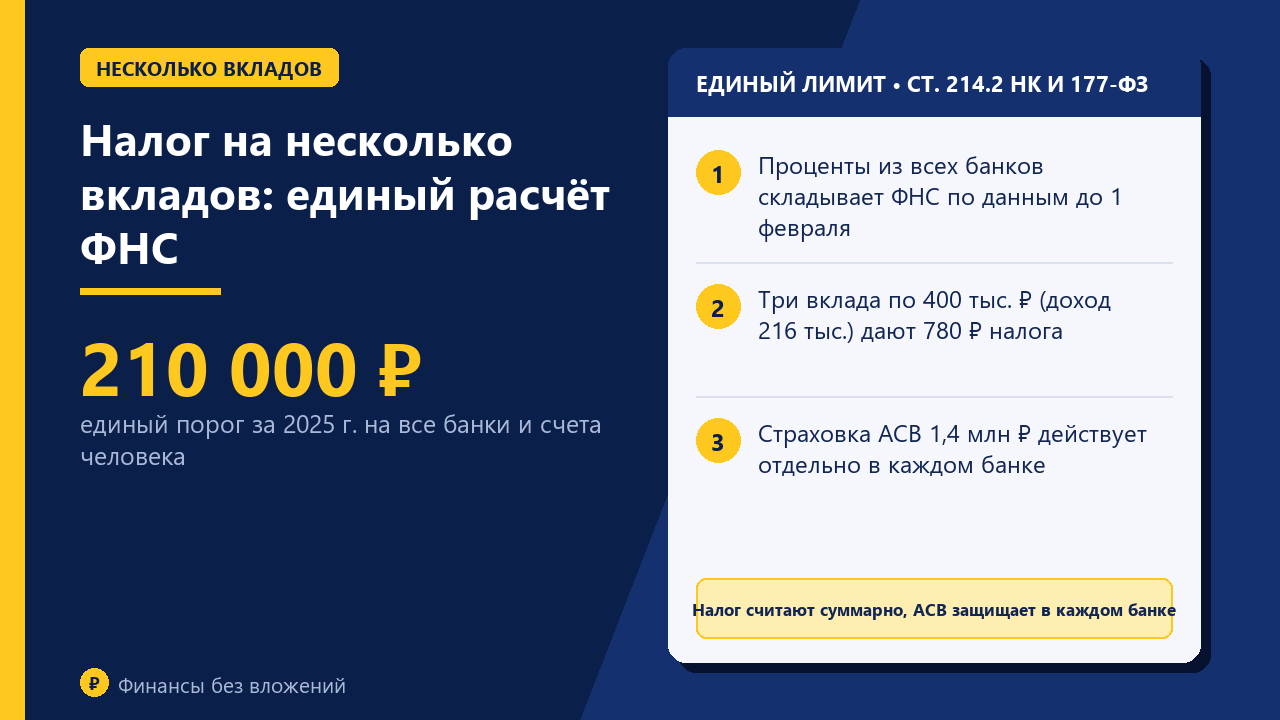 НЕСКОЛЬКО ВКЛАДОВ
Налог на несколько
вкладов: единый расчёт
ФНС
210 000 ₽
единый порог за 2025 г. на все банки и счета
человека
₽ Финансы без вложений
ЕДИНЫЙ ЛИМИТ • СТ. 214.2 НК И 177-ФЗ
1 Проценты из всех банков
складывает ФНС по данным до 1
февраля
2 Три вклада по 400 тыс. ₽ (доход
216 тыс.) дают 780 ₽ налога
3 Страховка АСВ 1,4 млн ₽ действует
отдельно в каждом банке
Налог считают суммарно, АСВ защищает в каждом банке